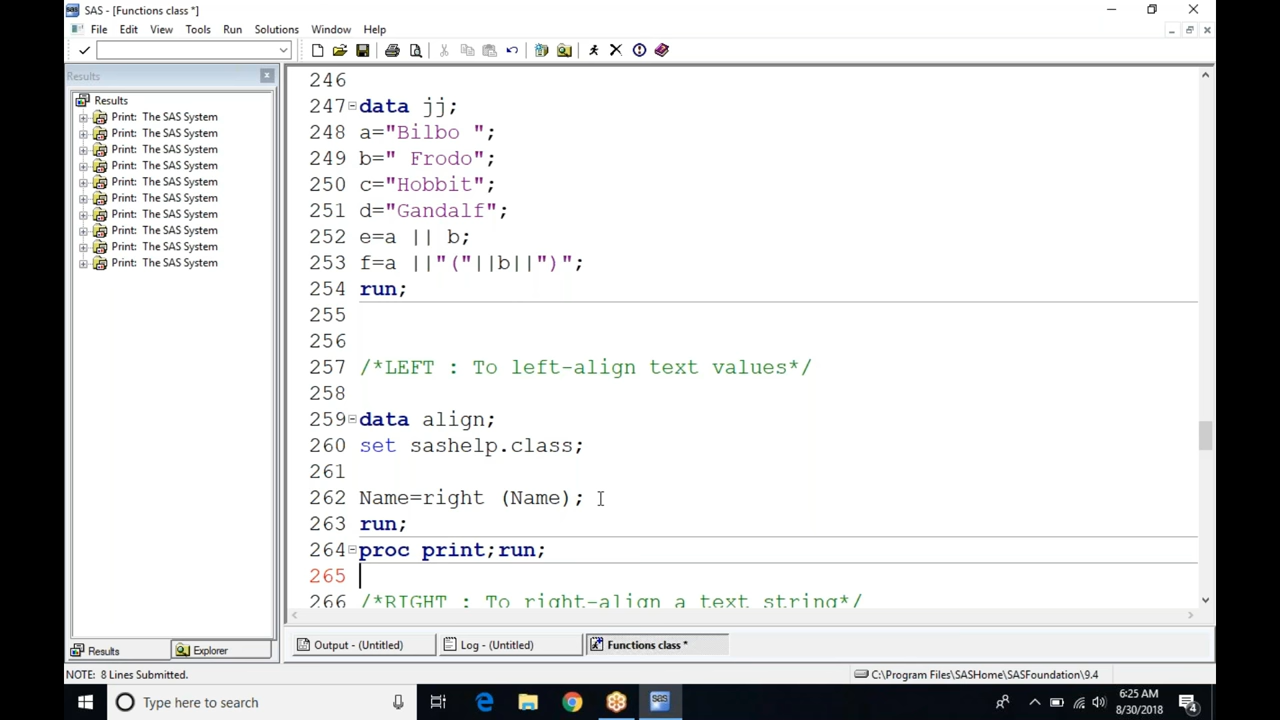 SAS - [Functions class *]
File Edit View Tools Run Solutions Window Help
Results
Results
Print: The SAS System
Print: The SAS System
Print: The SAS System
Print: The SAS System
Print: The SAS System
Print: The SAS System
Print: The SAS System
Print: The SAS System
Print: The SAS System
Print: The SAS System
246
247 data jj;
248 a="Bilbo ";
249 b=" Frodo";
250 c="Hobbit";
251 d="Gandalf";
252 e=a || b;
253 f=a ||"("||b||")";
254 run;
255
256
257 /*LEFT : To left-align text values*/
258
259 data align;
260 set sashelp.class;
261
262 Name=right (Name);
263 run;
264 proc print;run;
265
266 /*RIGHT : To right-align a text string*/
Results Explorer
Output - (Untitled) Log - (Untitled) Functions class *
NOTE: 8 Lines Submitted. C:\Program Files\SASHome\SASFoundation\9.4
Type here to search
sas
6:25 AM
8/30/2018
4